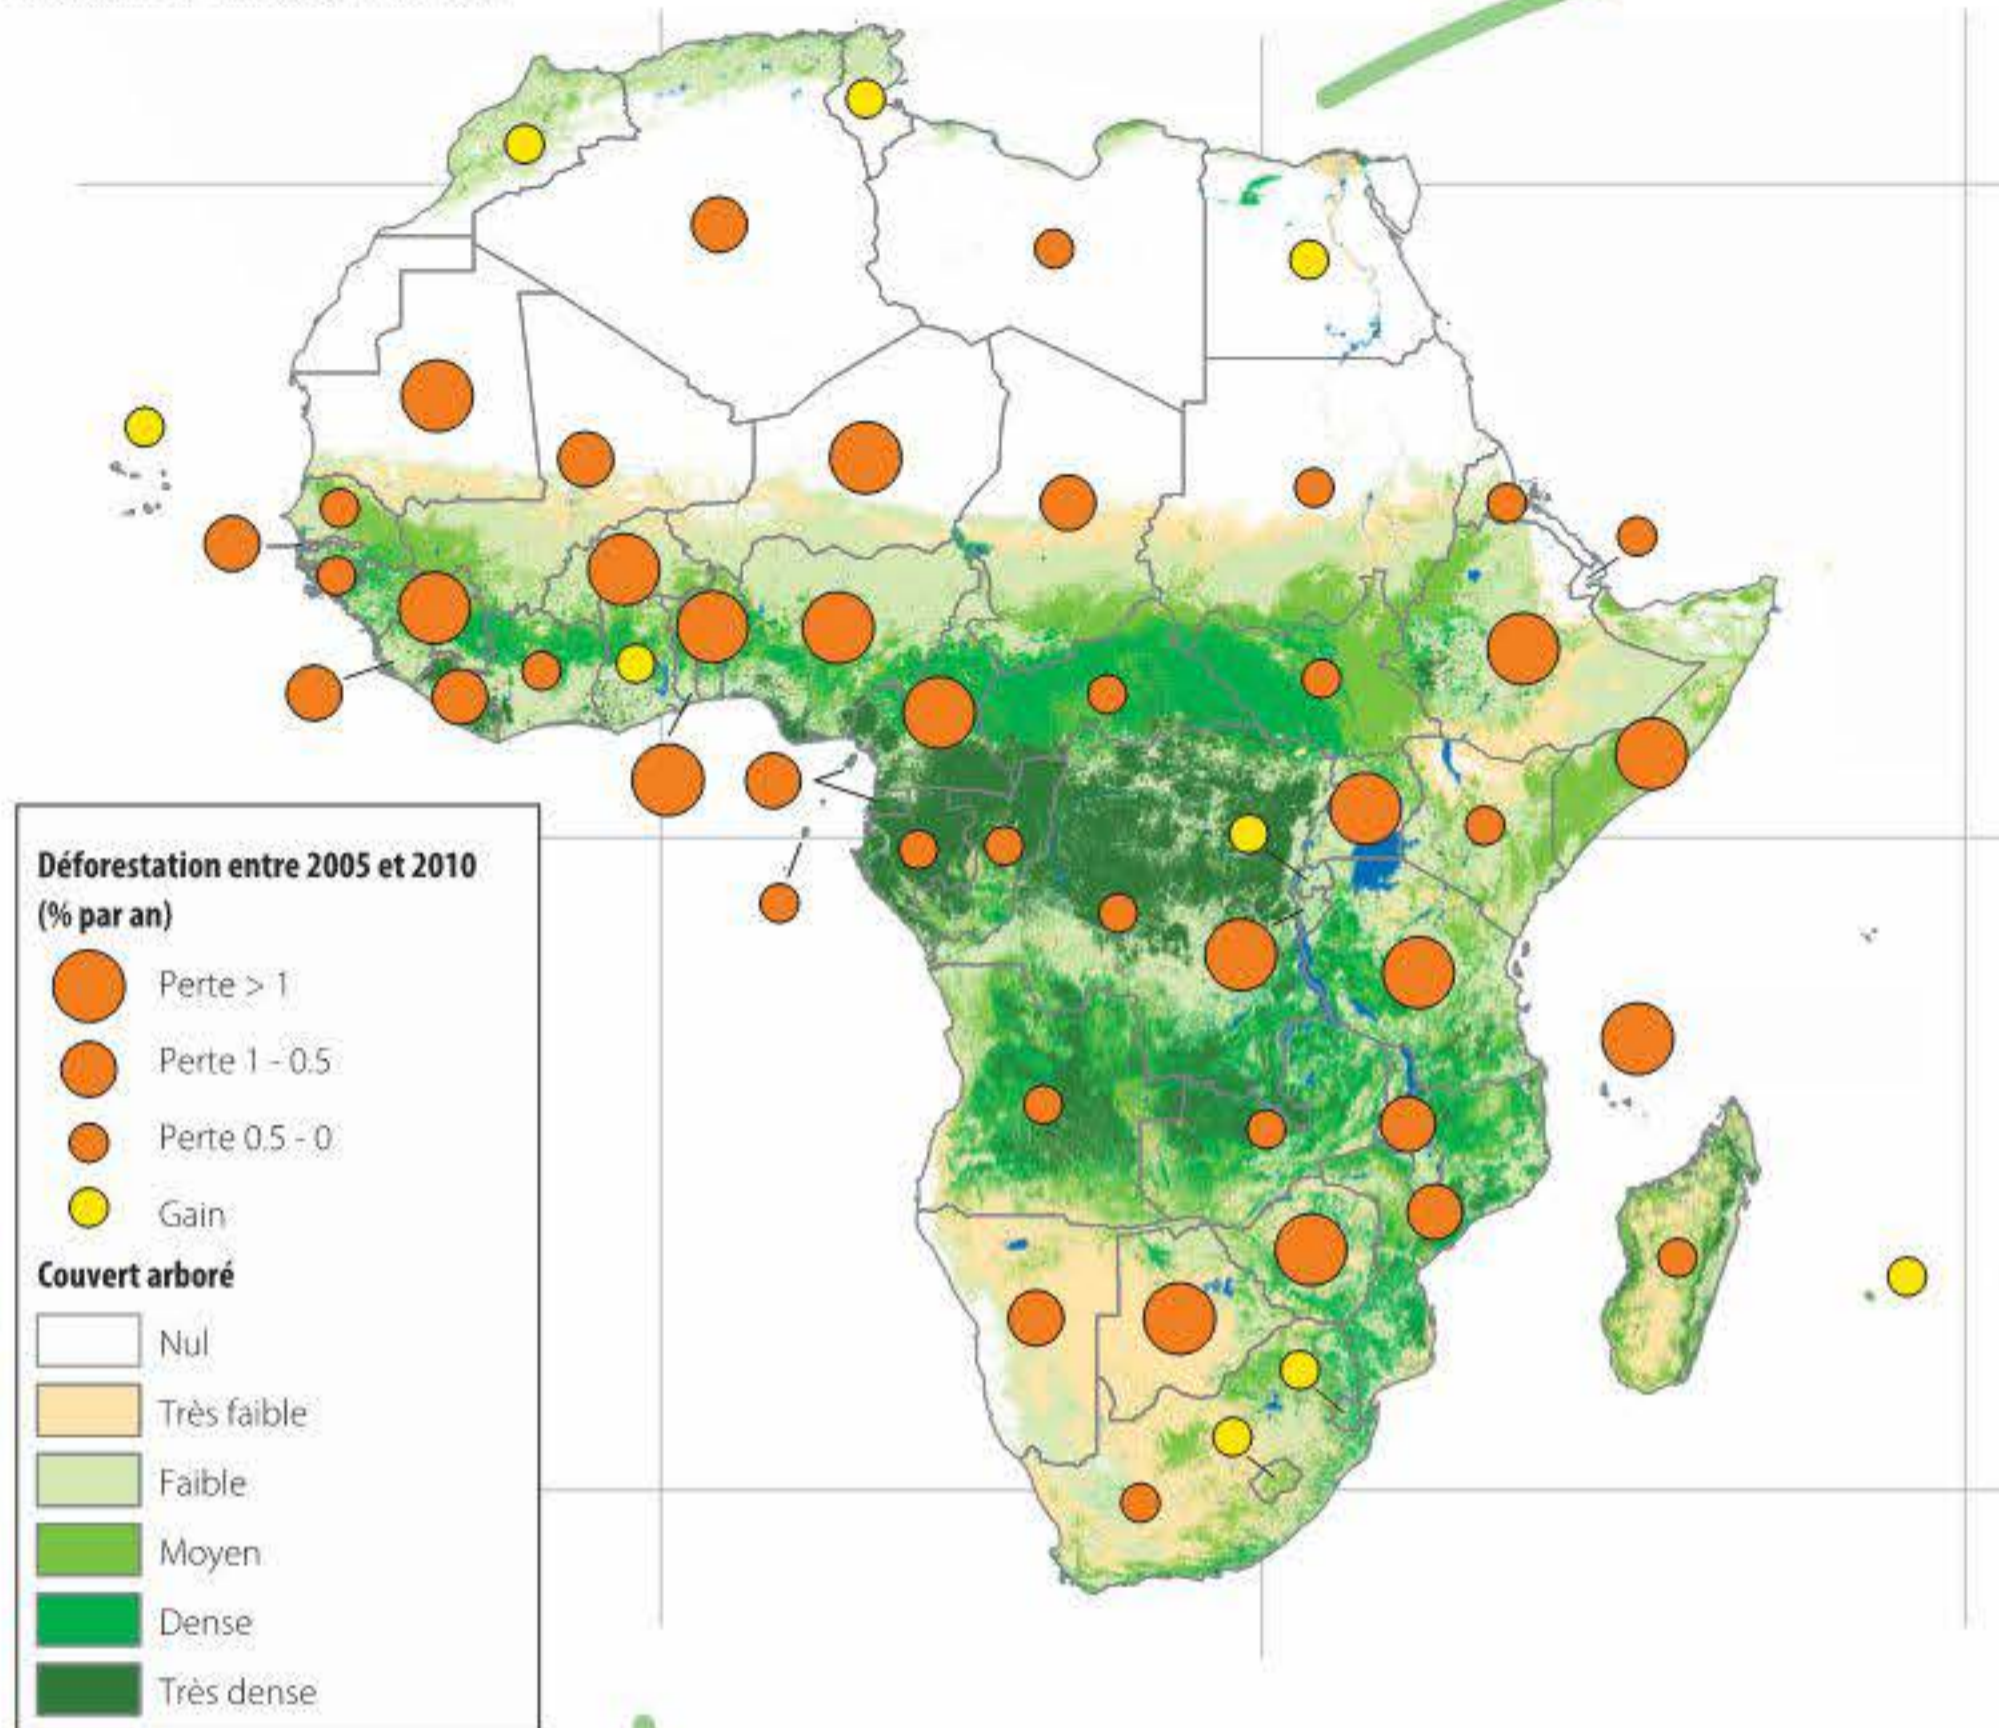 Déforestation entre 2005 et 2010
(% par an)
Perte > 1
Perte 1 - 0.5
Perte 0.5 - 0
Gain
Couvert arboré
Nul
Très faible
Faible
Moyen
Dense
Très dense